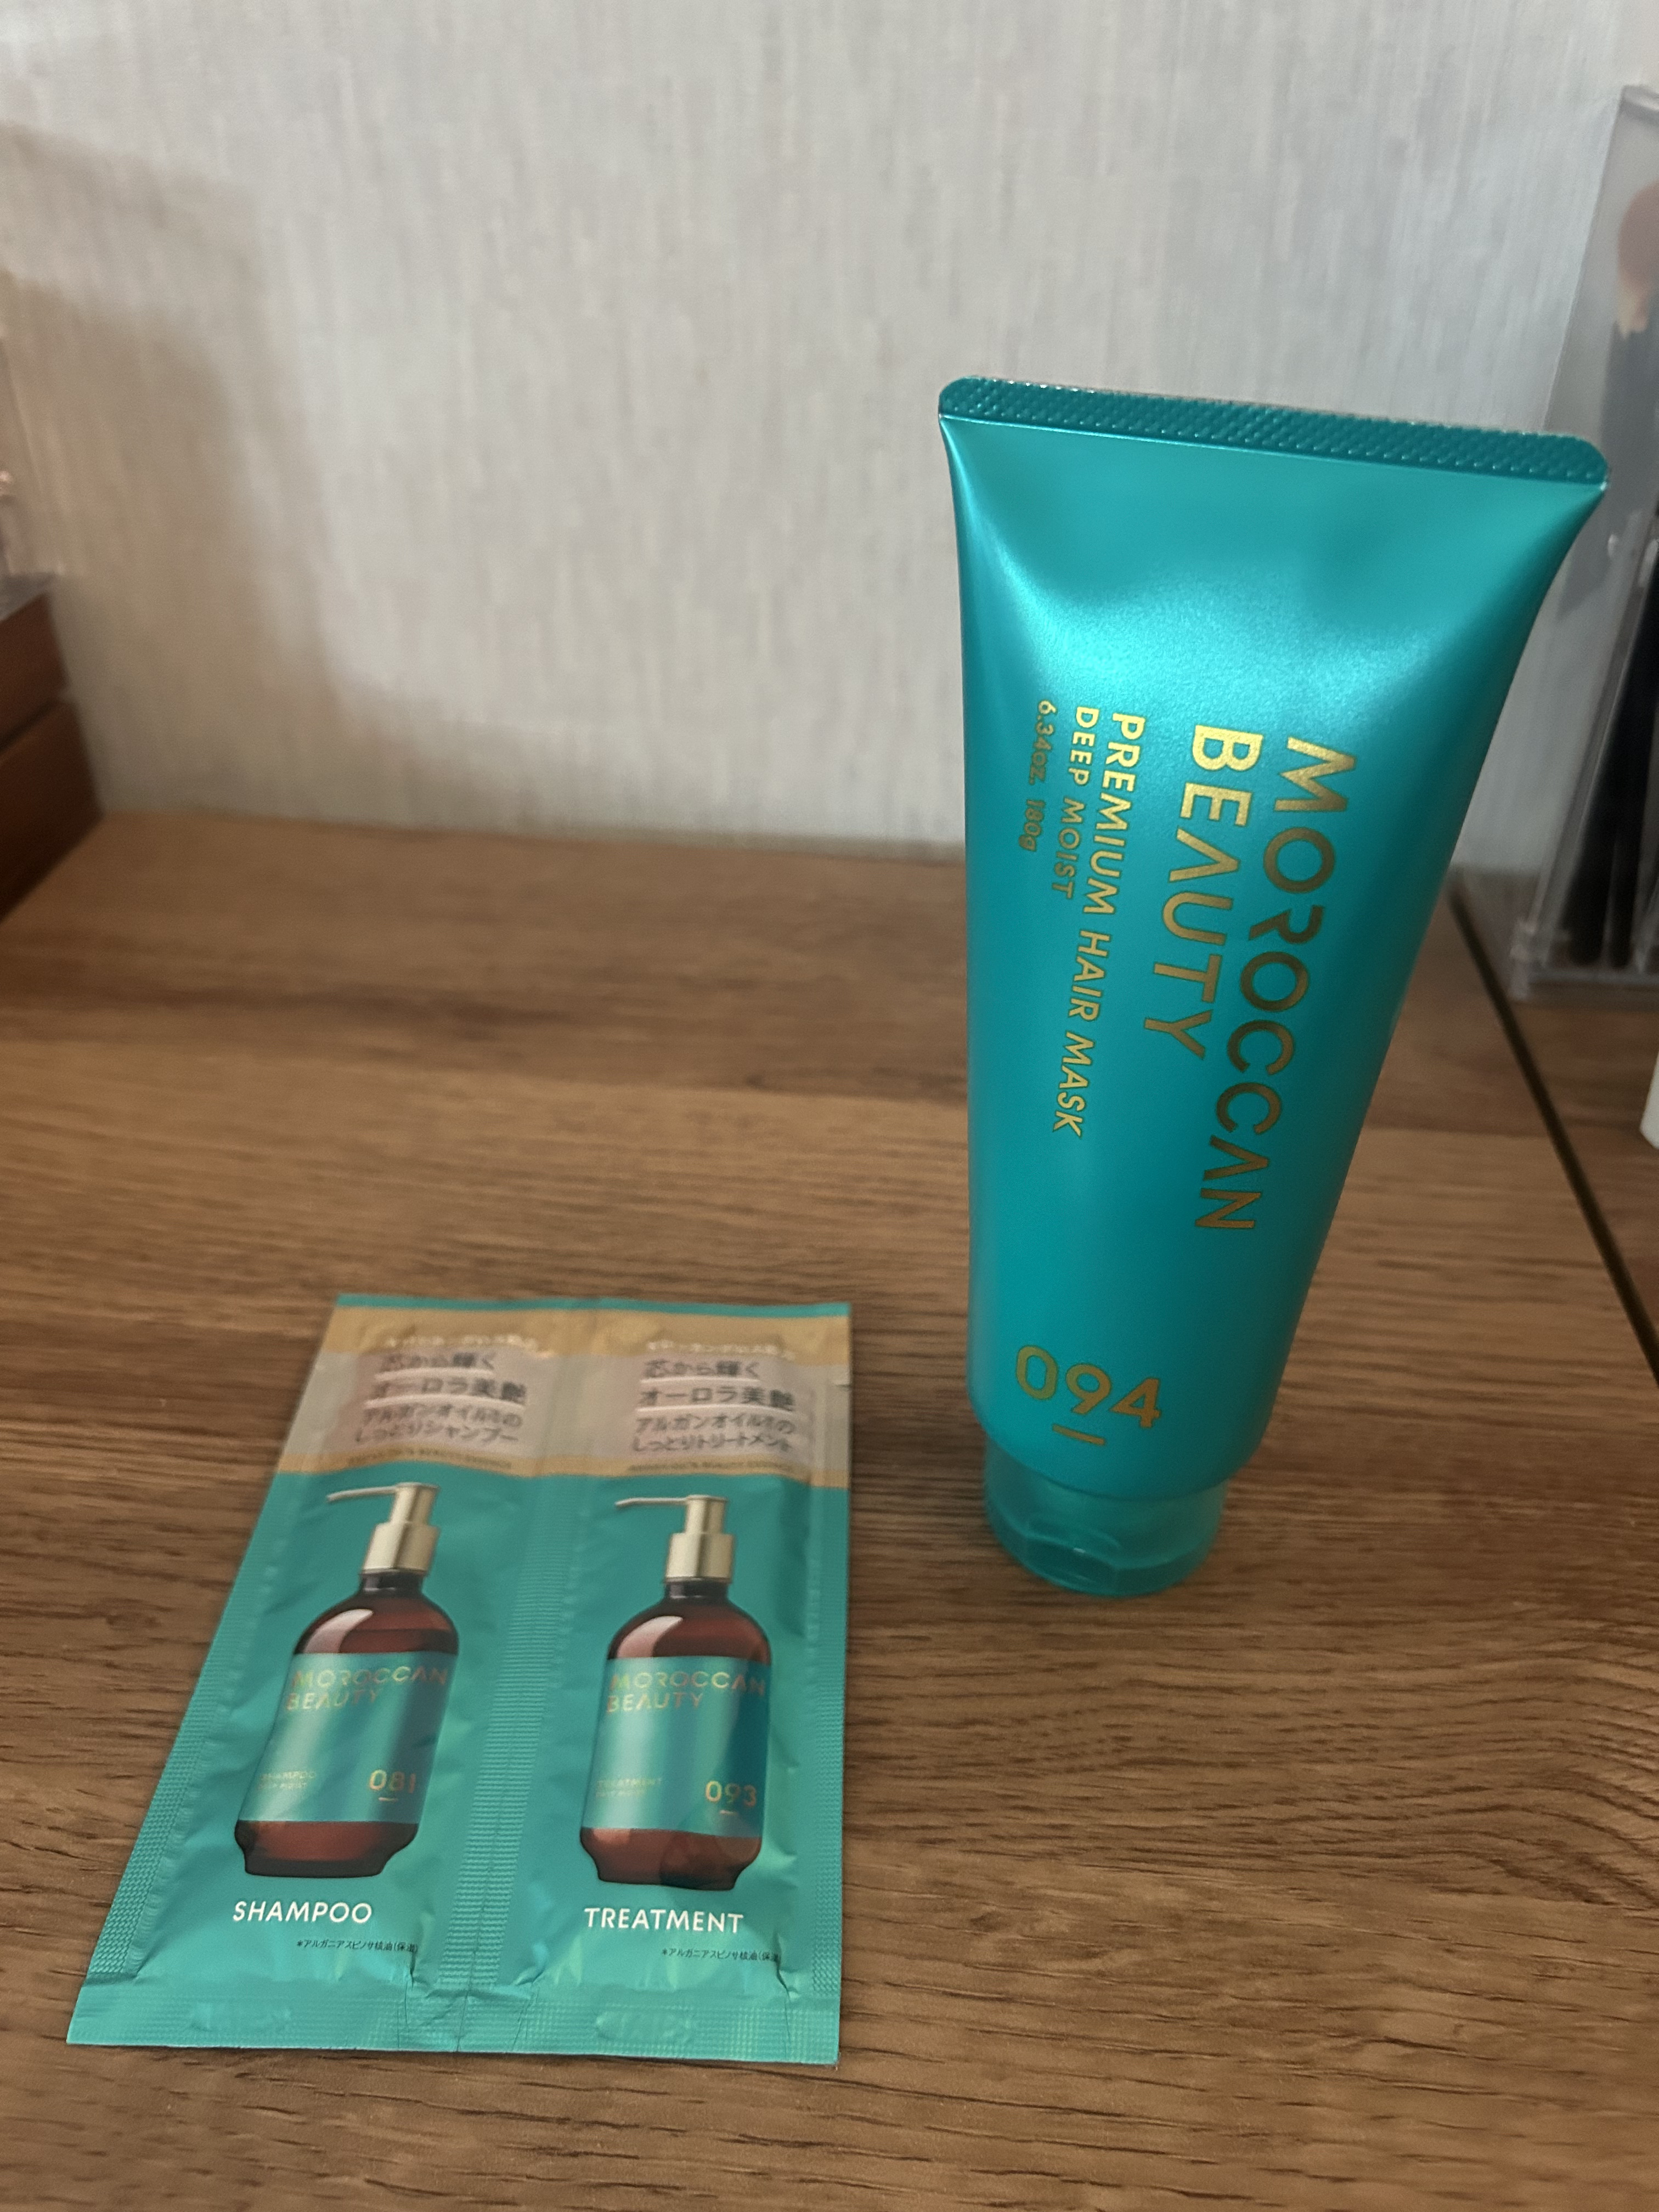 MOROCCAN
BEAUTY
PREMIUM HAIR MASK
DEEP MOIST
6.34oz. 180g
094
芯から輝く
オーロラ美艶
アルガンオイル*の
しっとりシャンプー
MOROCCAN
BEAUTY
SHAMPOO
DEEP MOIST
081
SHAMPOO
*アルガニアスピノサ核油(保湿)
芯から輝く
オーロラ美艶
アルガンオイル*の
しっとりトリートメント
MOROCCAN
BEAUTY
TREATMENT
093
TREATMENT
*アルガニアスピノサ核油(保湿)